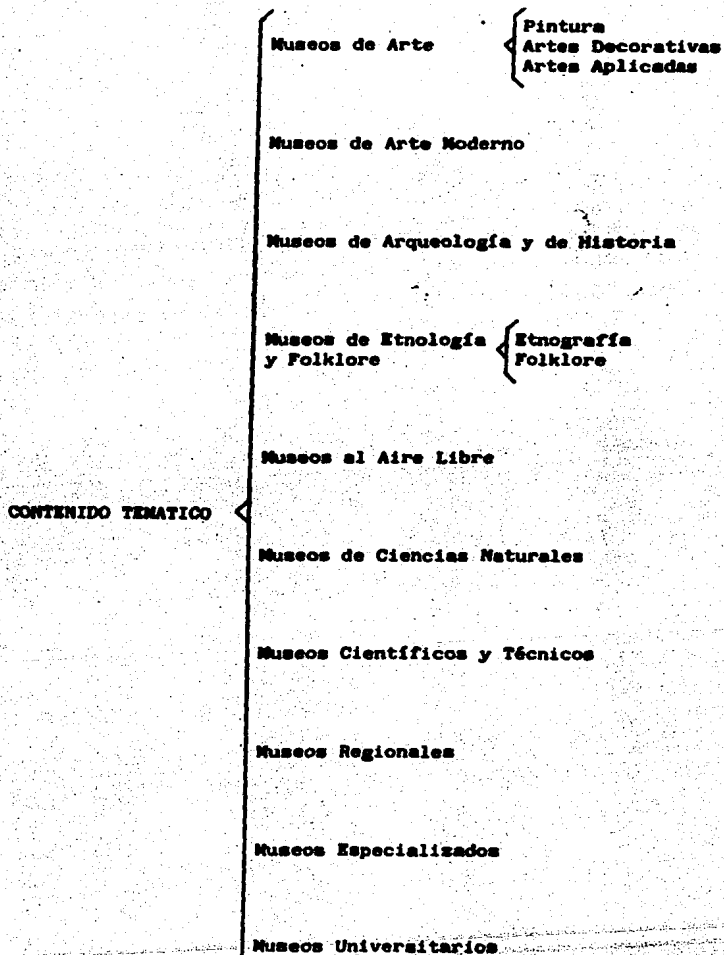 Museos de Arte
Pintura
Artes Decorativas
Artes Aplicadas
Museos de Arte Moderno
Museos de Arqueología y de Historia
Museos de Etnología
y Folklore
Etnografía
Folklore
Museos al Aire Libre
CONTENIDO TEMATICO
Museos de Ciencias Naturales
Museos Científicos y Técnicos
Museos Regionales
Museos Especializados
Museos Universitarios